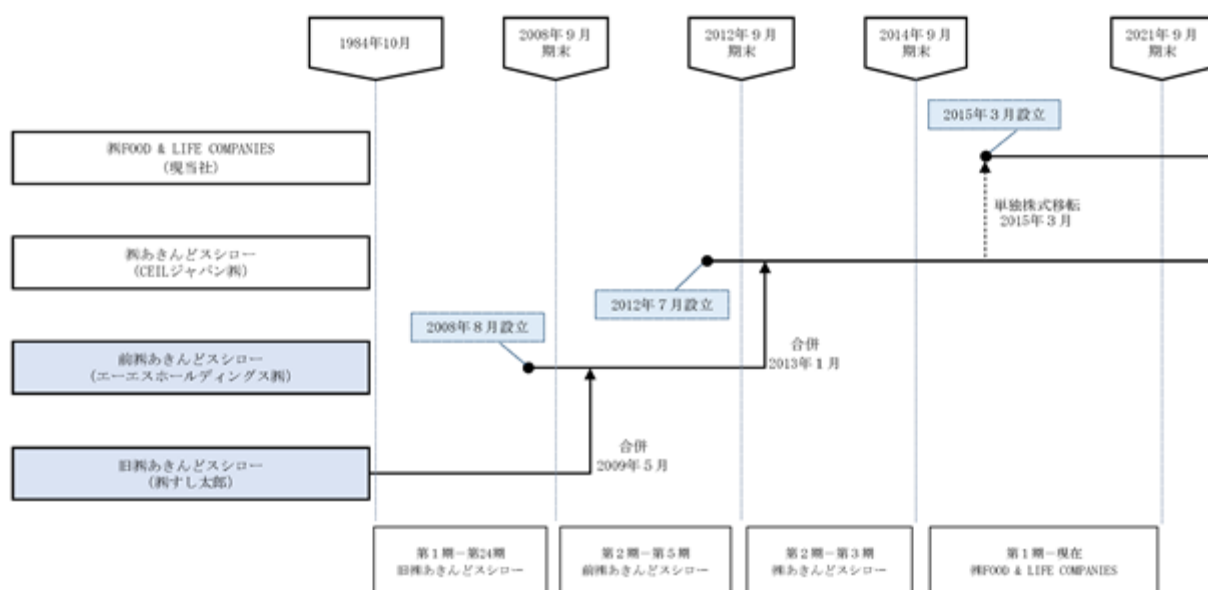 1984年10月
2008年9月
期末
2012年9月
期末
2014年9月
期末
2021年9月
期末
2015年3月設立
㈱FOOD & LIFE COMPANIES
(現当社)
単独株式移転
2015年3月
㈱あきんどスシロー
(CEILジャパン㈱)
2012年7月設立
2008年8月設立
合併
2013年1月
前㈱あきんどスシロー
(エーエスホールディングス㈱)
合併
2009年5月
旧㈱あきんどスシロー
(㈱すし太郎)
第1期-第24期
旧㈱あきんどスシロー
第2期-第5期
前㈱あきんどスシロー
第2期-第3期
㈱あきんどスシロー
第1期-現在
㈱FOOD & LIFE COMPANIES